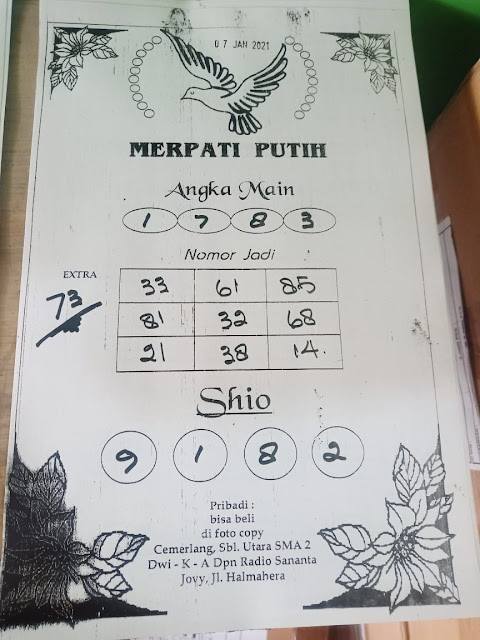 07 JAN 2021
MERPATI PUTIH
Angka Main
1 7 8 3
Nomor Jadi
EXTRA
73
33 61 85
81 32 68
21 38 14.
Shio
9 1 8 2
Pribadi :
bisa beli
di foto copy
Cemerlang, Sbl. Utara SMA 2
Dwi - K - A Dpn Radio Sananta
Jovy, Jl. Halmahera